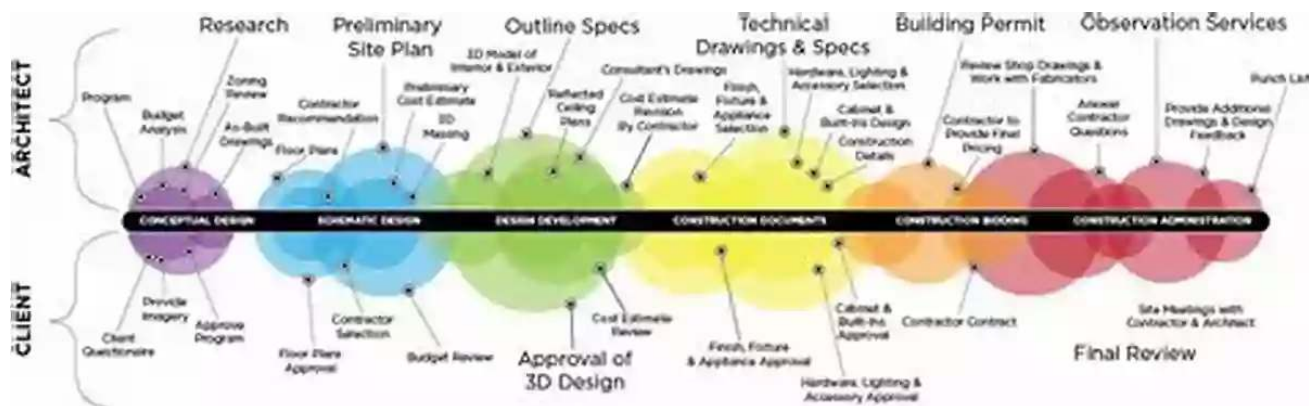 Research
Preliminary
Site Plan
Outline Specs
Technical
Drawings & Specs
Building Permit
Observation Services
ARCHITECT
Program
Budget
Analysis
Zoning
Review
As-Built
Drawings
Floor Plans
Contractor
Recommendation
Preliminary
Cost Estimate
3D
Massing
3D Model of
Interior & Exterior
Reflected
Ceiling
Plans
Consultant's Drawings
Cost Estimate
Revision
By Contractor
Finish,
Fixture &
Appliance
Selection
Hardware, Lighting &
Accessory Selection
Cabinet &
Built-Ins Design
Construction
Details
Review Shop Drawings &
Work with Fabricators
Contractor to
Provide Final
Pricing
Answer
Contractor
Questions
Provide Additional
Drawings & Design
Feedback
Punch List
CONCEPTUAL DESIGN
SCHEMATIC DESIGN
DESIGN DEVELOPMENT
CONSTRUCTION DOCUMENTS
CONSTRUCTION BIDDING
CONSTRUCTION ADMINISTRATION
CLIENT
Client
Questionaire
Provide
Imagery
Approve
Program
Floor Plans
Approval
Contractor
Selection
Budget Review
Approval of
3D Design
Cost Estimate
Review
Finish, Fixture
& Appliance Approval
Hardware, Lighting &
Accessory Approval
Cabinet &
Built-Ins
Approval
Contractor Contract
Site Meetings with
Contractor & Architect
Final Review